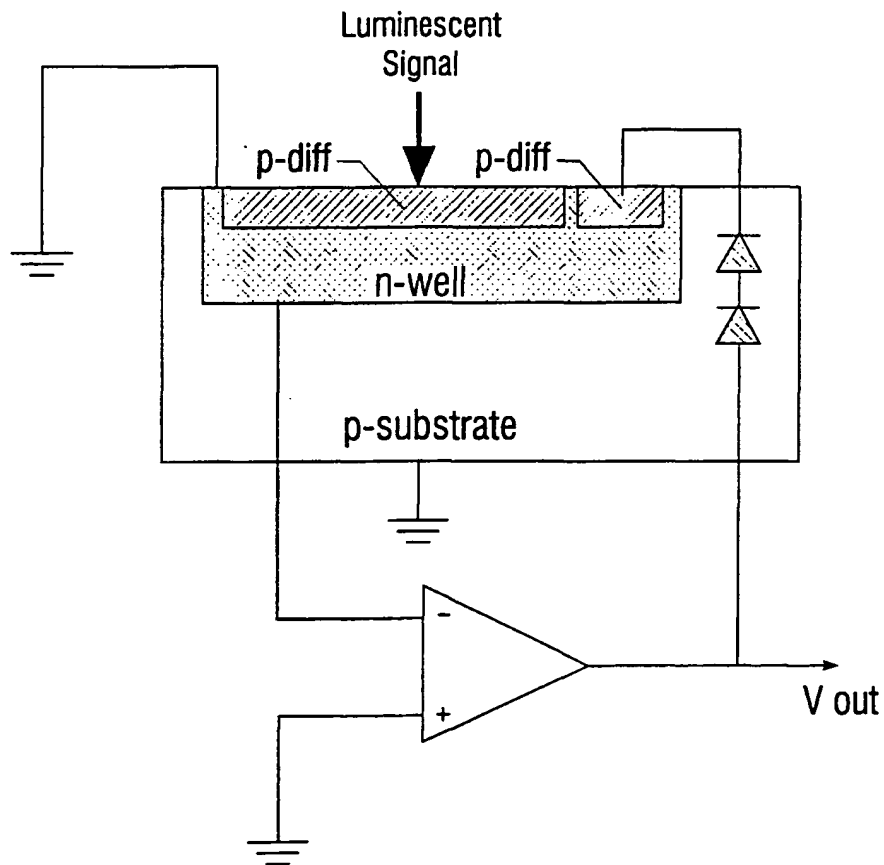 Luminescent
Signal
p-diff
p-diff
n-well
p-substrate
-
+
V out